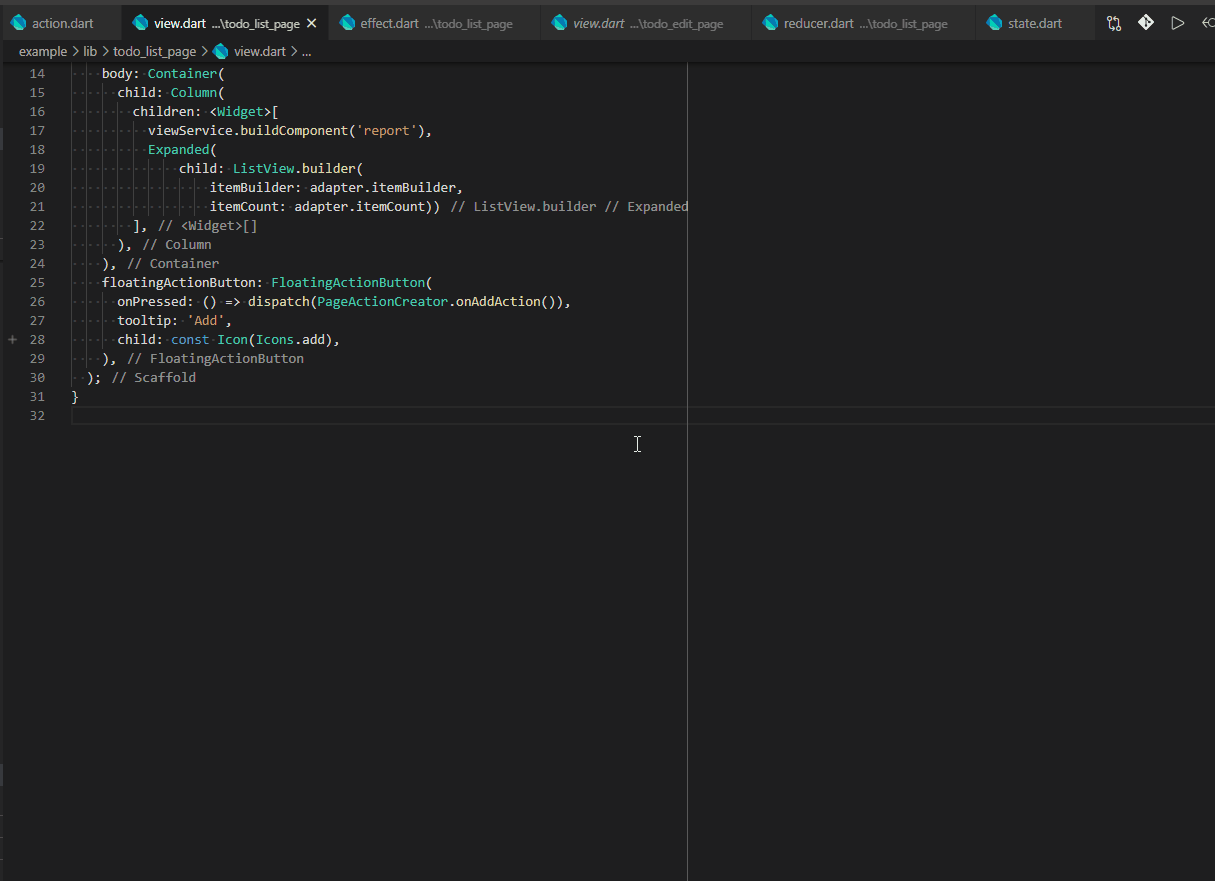 action.dart view.dart ...\todo_list_page effect.dart ...\todo_list_page view.dart ...\todo_edit_page reducer.dart ...\todo_list_page state.dart
example > lib > todo_list_page > view.dart > ...
14 body: Container(
15 child: Column(
16 children: <Widget>[
17 viewService.buildComponent('report'),
18 Expanded(
19 child: ListView.builder(
20 itemBuilder: adapter.itemBuilder,
21 itemCount: adapter.itemCount)) // ListView.builder // Expanded
22 ], // <Widget>[]
23 ), // Column
24 ), // Container
25 floatingActionButton: FloatingActionButton(
26 onPressed: () => dispatch(PageActionCreator.onAddAction()),
27 tooltip: 'Add',
28 child: const Icon(Icons.add),
29 ), // FloatingActionButton
30 ); // Scaffold
31 }
32